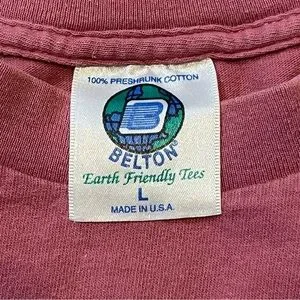 100% PRESHRUNK COTTON
B
BELTON®
Earth Friendly Tees
L
MADE IN U.S.A.